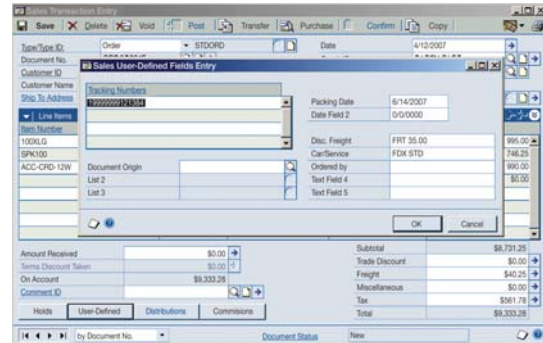 Sales Transaction Entry
Save Delete Void Post Transfer Purchase Confirm Copy
Type/Type ID: Order STDORD Date 4/12/2007
Document No.
Customer ID
Customer Name
Ship To Address
Sales User-Defined Fields Entry
Tracking Numbers
Packing Date 6/14/2007
Date Field 2 0/0/0000
Disc. Freight FRT 35.00
Car/Service FDX STD
Document Origin Ordered by
List 2 Text Field 4
List 3 Text Field 5
OK Cancel
Line Items
Item Number
100XLG 995.00
SPK100 746.25
ACC-CRD-12W 990.00
$0.00
Amount Received $0.00
Terms Discount Taken $0.00
On Account $9,333.28
Comment ID
Subtotal $8,731.25
Trade Discount $0.00
Freight $40.25
Miscellaneous $0.00
Tax $561.78
Total $9,333.28
Holds User-Defined Distributions Commisions
by Document No. Document Status New